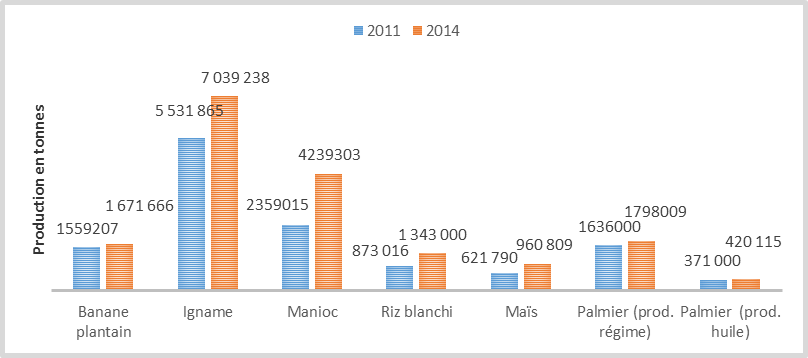 2011 2014
Production en tonnes
7 039 238
5 531 865
4239303
1 671 666
1559207
2359015
1 343 000
873 016
960 809
621 790
1798009
1636000
420 115
371 000
Banane plantain
Igname
Manioc
Riz blanchi
Maïs
Palmier (prod. régime)
Palmier (prod. huile)